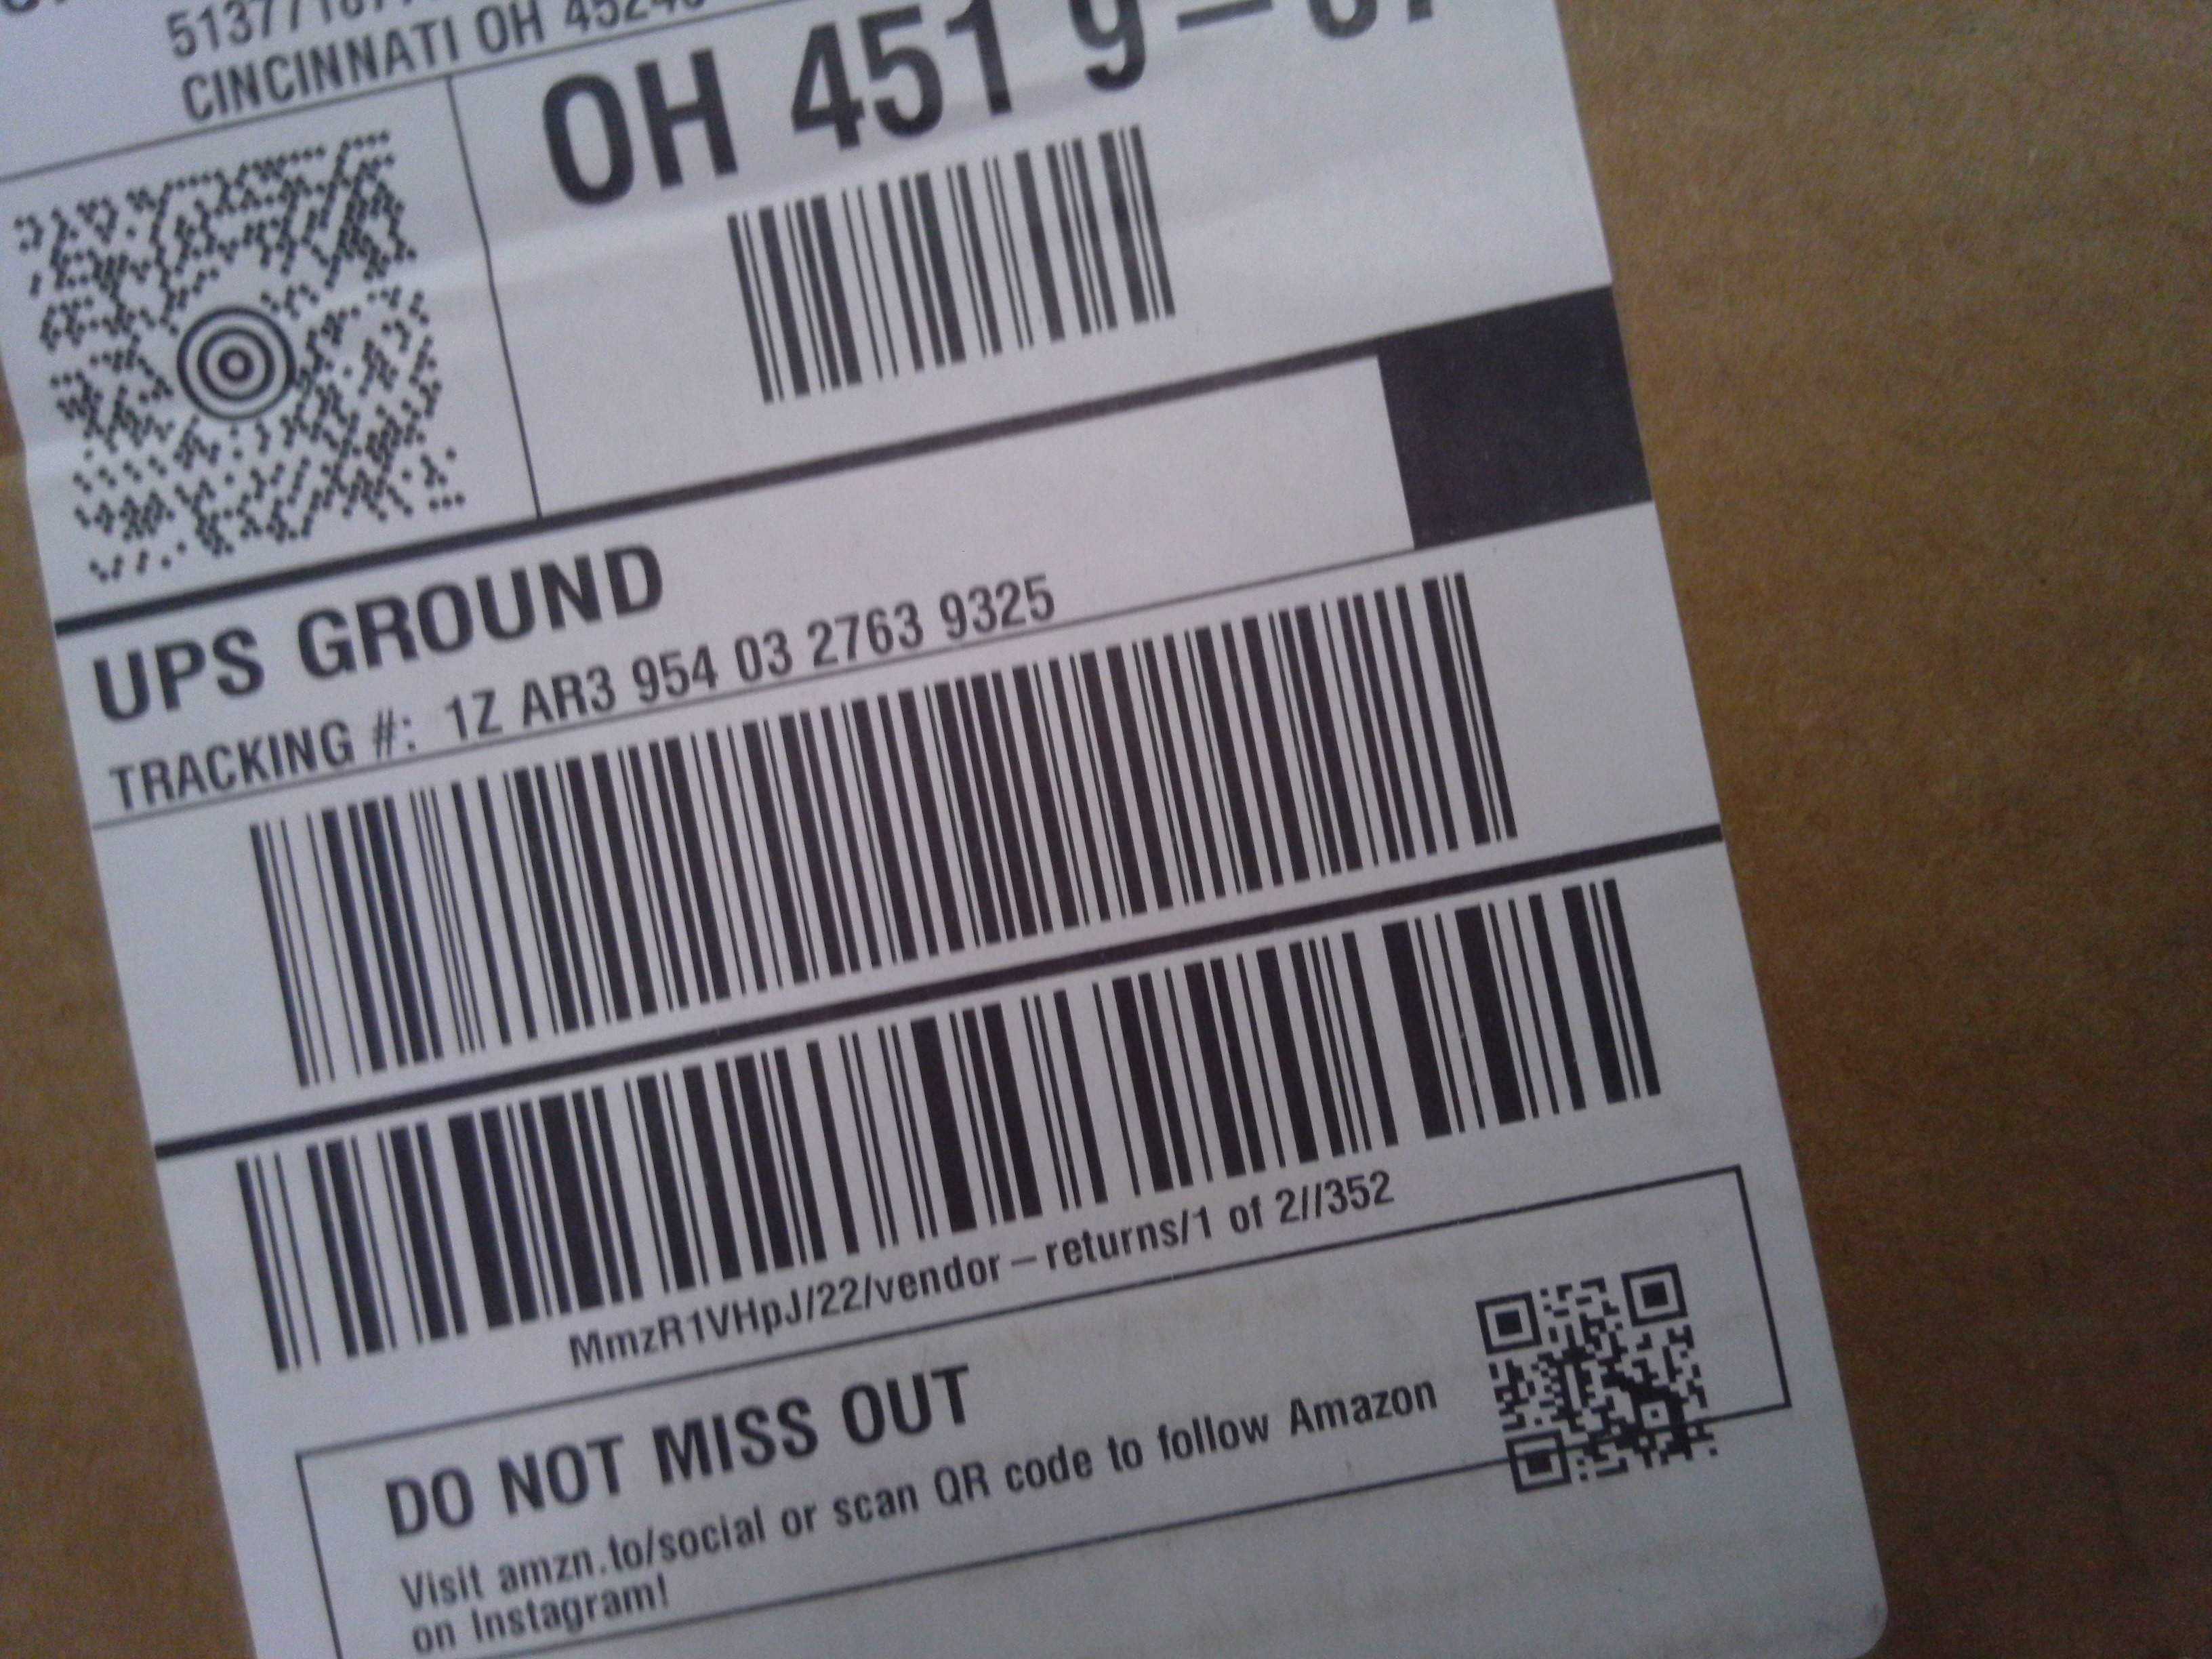 CINCINNATI OH
OH 451 9-
UPS GROUND
TRACKING #: 1Z AR3 954 03 2763 9325
MmzR1VHpJ/22/vendor-returns/1 of 2//352
DO NOT MISS OUT
Visit amzn.to/social or scan QR code to follow Amazon
on Instagram!